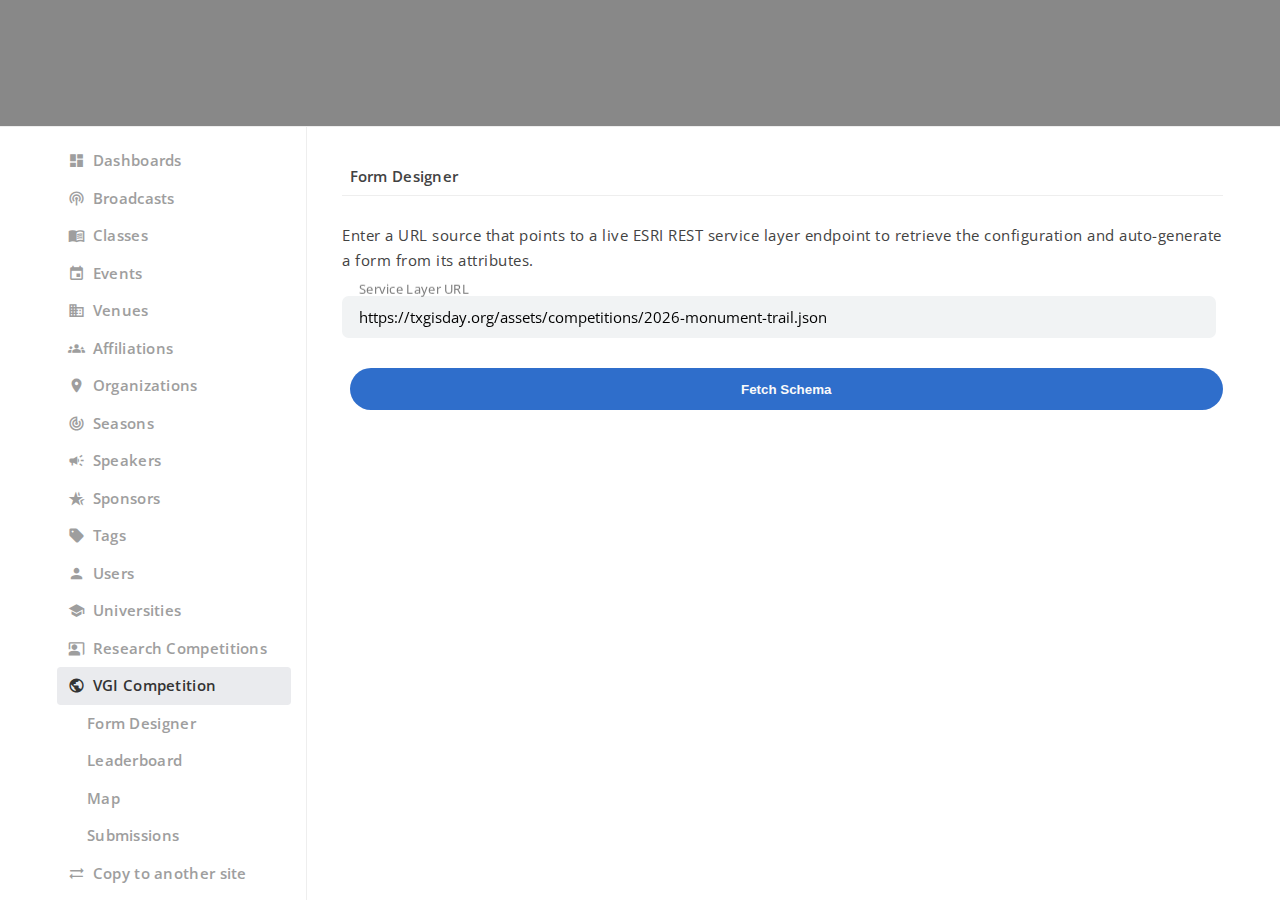 Dashboards
Broadcasts
Classes
Events
Venues
Affiliations
Organizations
Seasons
Speakers
Sponsors
Tags
Users
Universities
Research Competitions
VGI Competition
Form Designer
Leaderboard
Map
Submissions
Copy to another site
Form Designer
Enter a URL source that points to a live ESRI REST service layer endpoint to retrieve the configuration and auto-generate
a form from its attributes.
Service Layer URL
https://txgisday.org/assets/competitions/2026-monument-trail.json
Fetch Schema